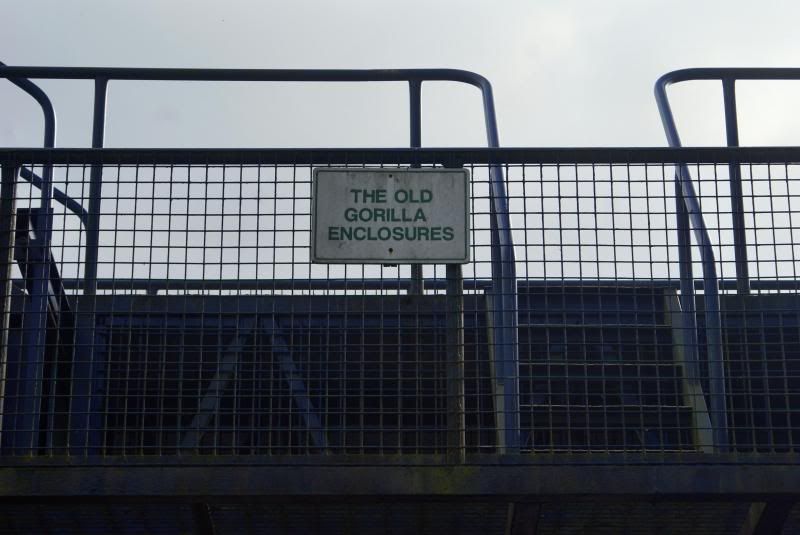 THE OLD
GORILLA
ENCLOSURES